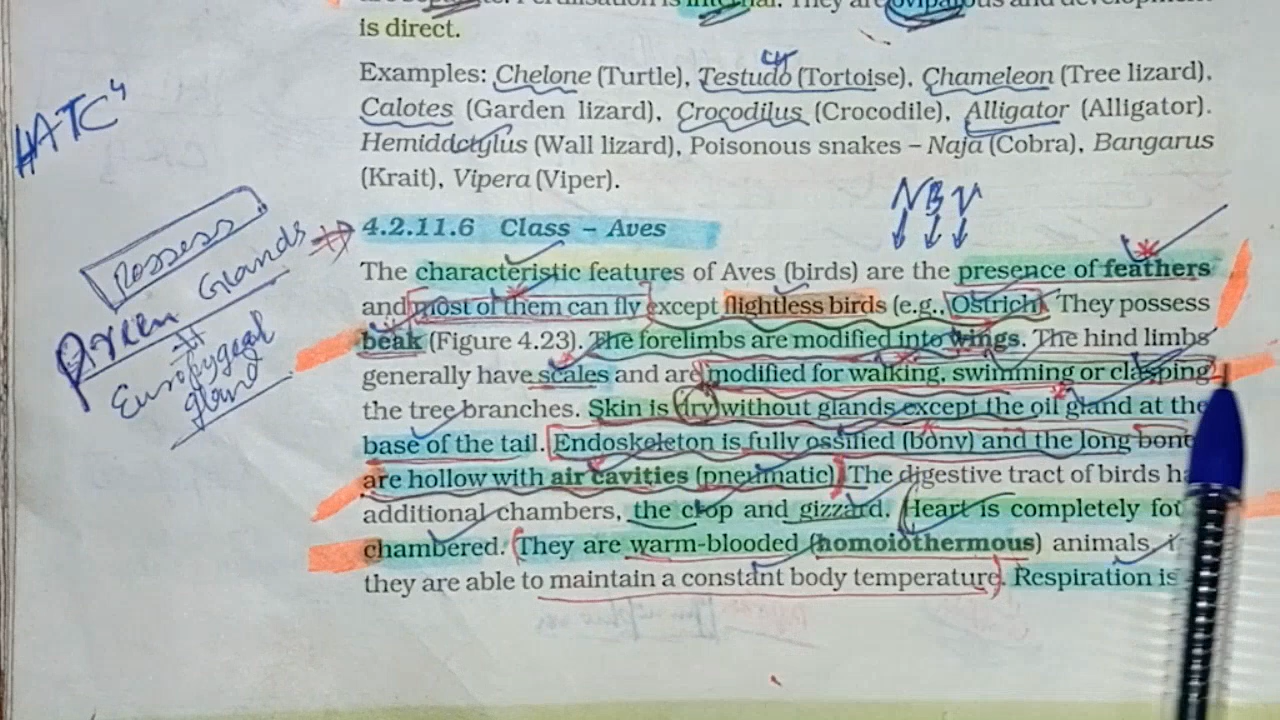 is direct.
Examples: Chelone (Turtle), Testudo (Tortoise), Chameleon (Tree lizard),
Calotes (Garden lizard), Crocodilus (Crocodile), Alligator (Alligator).
Hemidactylus (Wall lizard), Poisonous snakes – Naja (Cobra), Bangarus
(Krait), Vipera (Viper).
HATC4
N B V
Possess
Preen Glands
Europygeal
gland
4.2.11.6 Class – Aves
The characteristic features of Aves (birds) are the presence of feathers
and most of them can fly except flightless birds (e.g., Ostrich). They possess
beak (Figure 4.23). The forelimbs are modified into wings. The hind limbs
generally have scales and are modified for walking, swimming or clasping
the tree branches. Skin is dry without glands except the oil gland at the
base of the tail. Endoskeleton is fully ossified (bony) and the long bone
are hollow with air cavities (pneumatic). The digestive tract of birds ha
additional chambers, the crop and gizzard. Heart is completely fou
chambered. They are warm-blooded (homoiothermous) animals, i
they are able to maintain a constant body temperature. Respiration is